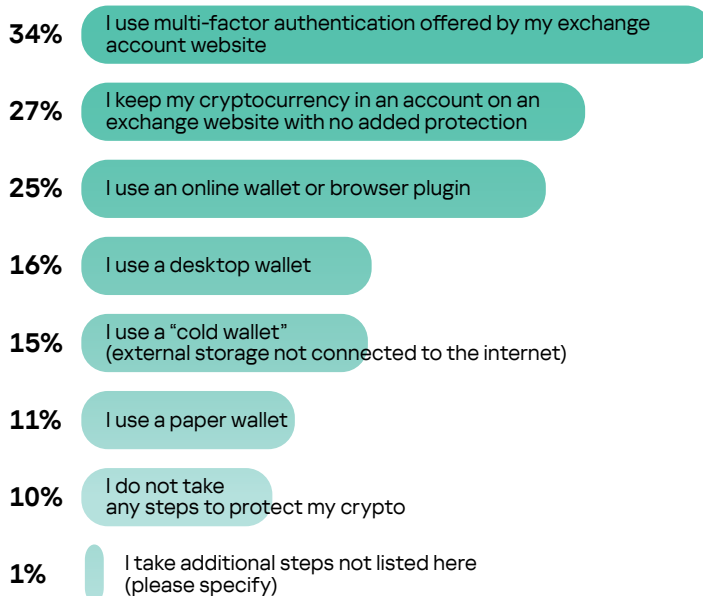 34%
I use multi-factor authentication offered by my exchange
account website
27%
I keep my cryptocurrency in an account on an
exchange website with no added protection
25%
I use an online wallet or browser plugin
16%
I use a desktop wallet
15%
I use a “cold wallet”
(external storage not connected to the internet)
11%
I use a paper wallet
10%
I do not take
any steps to protect my crypto
1%
I take additional steps not listed here
(please specify)